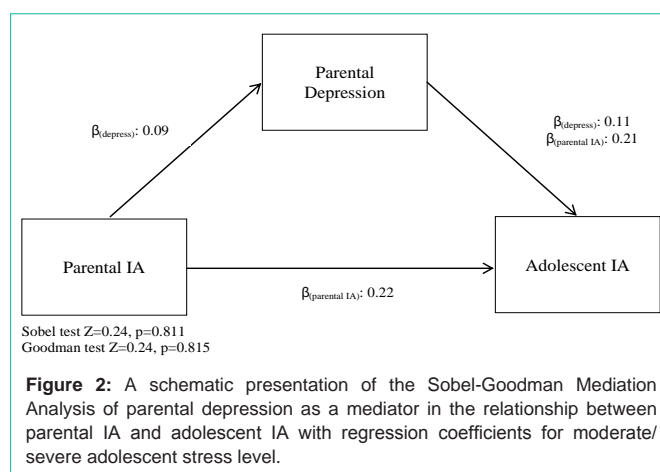 Parental
Depression
β(depress): 0.09
β(depress): 0.11
β(parental IA): 0.21
Parental IA
Adolescent IA
β(parental IA): 0.22
Sobel test Z=0.24, p=0.811
Goodman test Z=0.24, p=0.815
Figure 2: A schematic presentation of the Sobel-Goodman Mediation
Analysis of parental depression as a mediator in the relationship between
parental IA and adolescent IA with regression coefficients for moderate/
severe adolescent stress level.